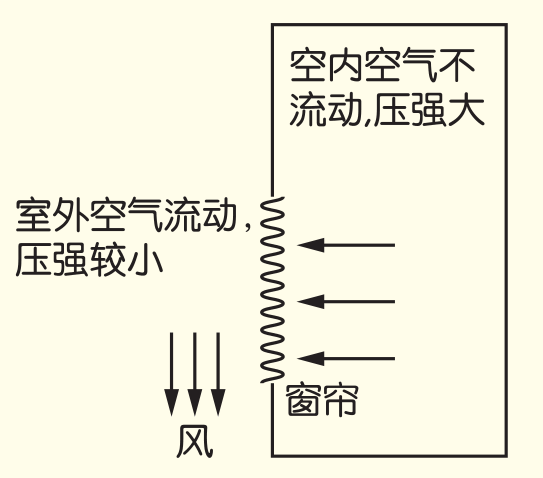 空内空气不
流动,压强大
室外空气流动,
压强较小
窗帘
风